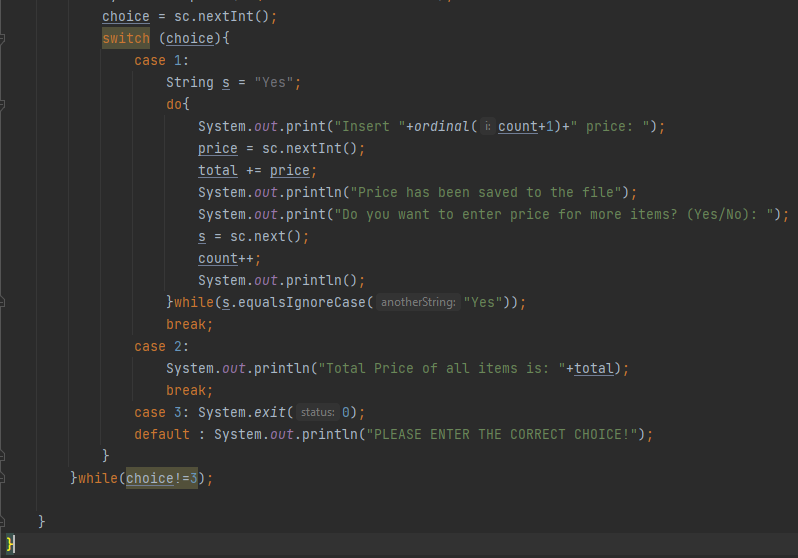 choice = sc.nextInt();
switch (choice){
case 1:
String s = "Yes";
do{
System.out.print("Insert "+ordinal( i: count+1)+" price: ");
price = sc.nextInt();
total += price;
System.out.println("Price has been saved to the file");
System.out.print("Do you want to enter price for more items? (Yes/No): ");
s = sc.next();
count++;
System.out.println();
}while(s.equalsIgnoreCase( anotherString: "Yes"));
break;
case 2:
System.out.println("Total Price of all items is: "+total);
break;
case 3: System.exit( status: 0);
default : System.out.println("PLEASE ENTER THE CORRECT CHOICE!");
}
}while(choice!=3);
}
}